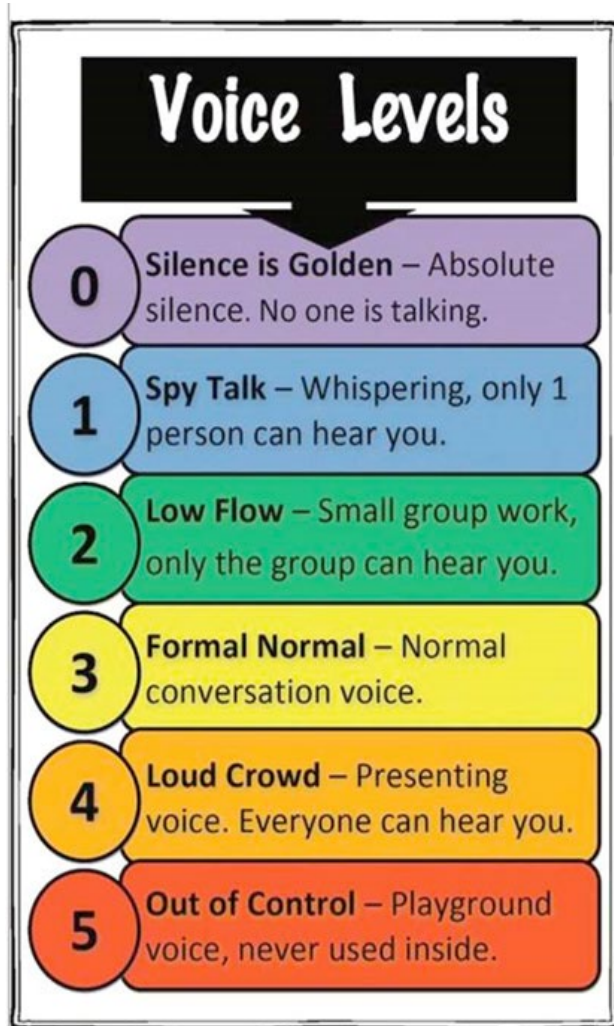 Voice Levels
0
Silence is Golden – Absolute
silence. No one is talking.
1
Spy Talk – Whispering, only 1
person can hear you.
2
Low Flow – Small group work,
only the group can hear you.
3
Formal Normal – Normal
conversation voice.
4
Loud Crowd – Presenting
voice. Everyone can hear you.
5
Out of Control – Playground
voice, never used inside.